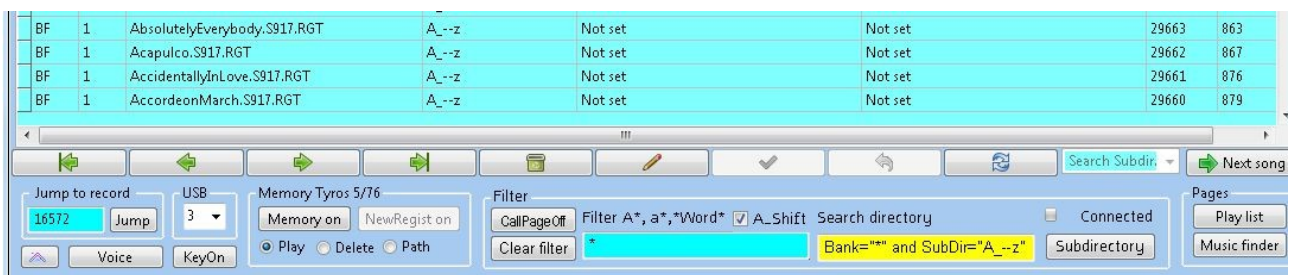 BF 1 AbsolutelyEverybody.S917.RGT A_--z Not set Not set 29663 863
BF 1 Acapulco.S917.RGT A_--z Not set Not set 29662 867
BF 1 AccidentallyInLove.S917.RGT A_--z Not set Not set 29661 876
BF 1 AccordeonMarch.S917.RGT A_--z Not set Not set 29660 879
Search Subdir. Next song
Jump to record USB Memory Tyros 5/76 Filter Pages
16572 Jump 3 Memory on NewRegist on CallPageOff Filter A*, a*,*Word* A_Shift Search directory Connected Play list
Voice KeyOn Play Delete Path Clear filter * Bank="*" and SubDir="A_--z" Subdirectory Music finder